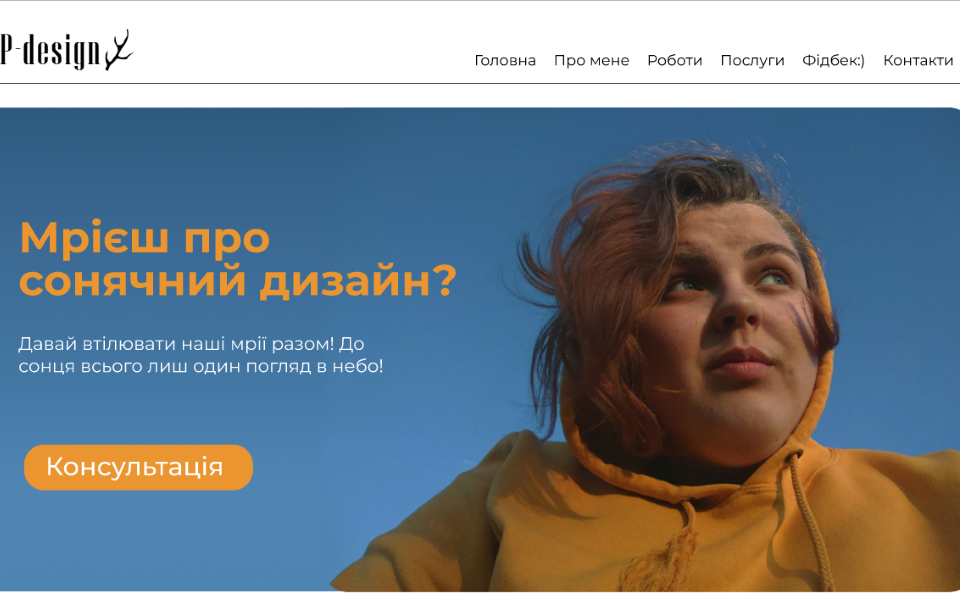 P-design
Головна Про мене Роботи Послуги Фідбек:) Контакти
Мрієш про
сонячний дизайн?
Давай втілювати наші мрії разом! До
сонця всього лиш один погляд в небо!
Консультація